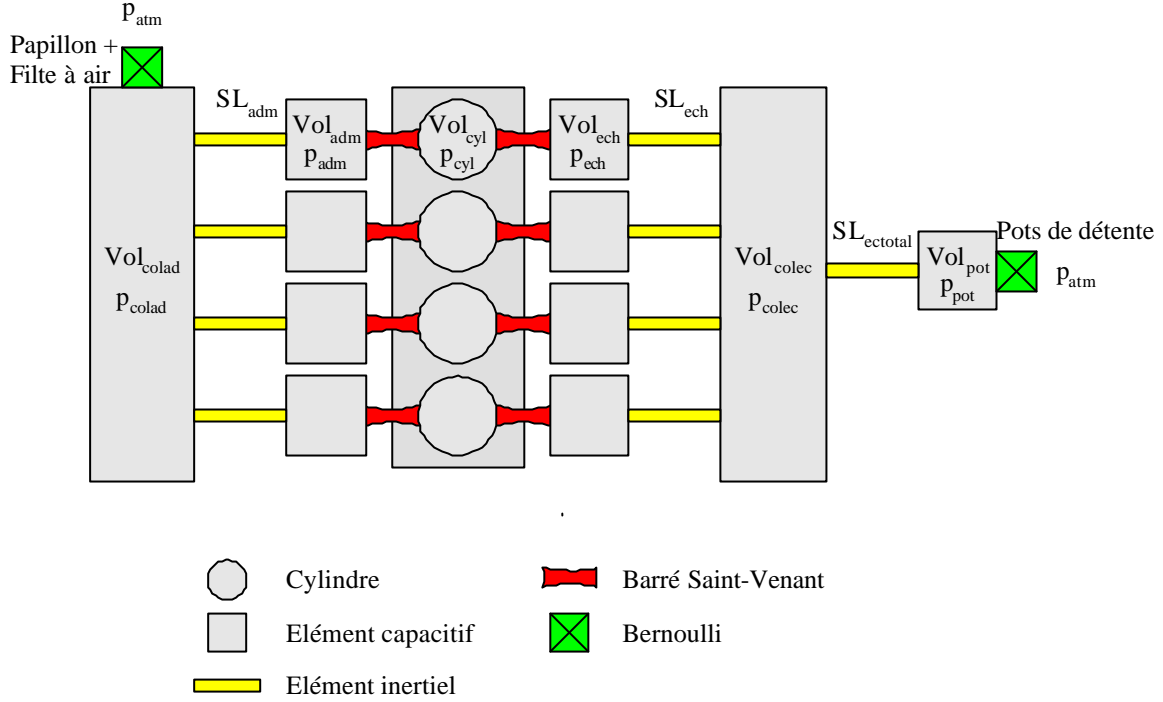 p_atm
Papillon +
Filte à air
SL_adm
SL_ech
Vol_adm
p_adm
Vol_cyl
p_cyl
Vol_ech
p_ech
SL_ectotal
Pots de détente
Vol_colad
p_colad
Vol_colec
p_colec
Vol_pot
p_pot
p_atm
Cylindre
Barré Saint-Venant
Elément capacitif
Bernoulli
Elément inertiel